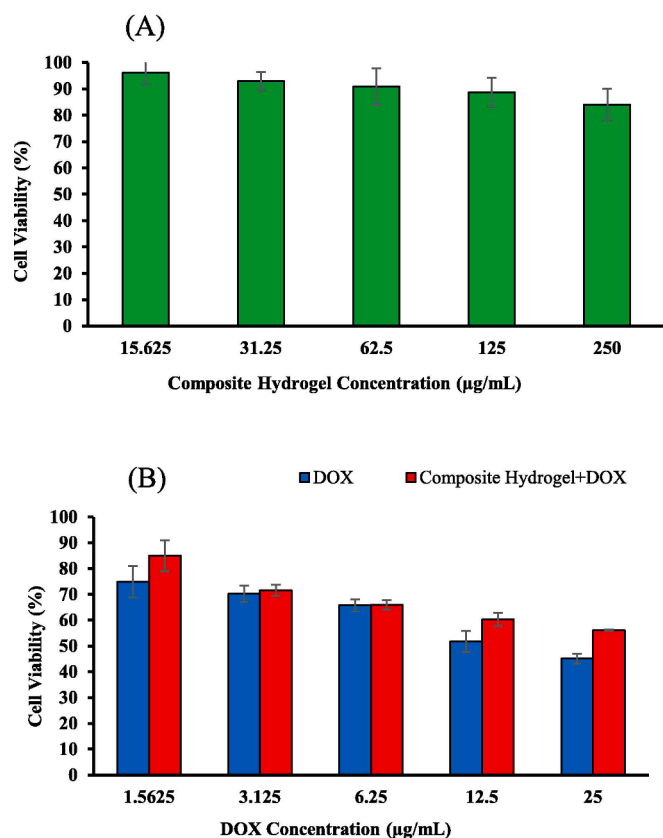 (A)
Cell Viability (%)
100
90
80
70
60
50
40
30
20
10
0
15.625 31.25 62.5 125 250
Composite Hydrogel Concentration (µg/mL)
(B)
DOX Composite Hydrogel+DOX
Cell Viability (%)
100
90
80
70
60
50
40
30
20
10
0
1.5625 3.125 6.25 12.5 25
DOX Concentration (µg/mL)